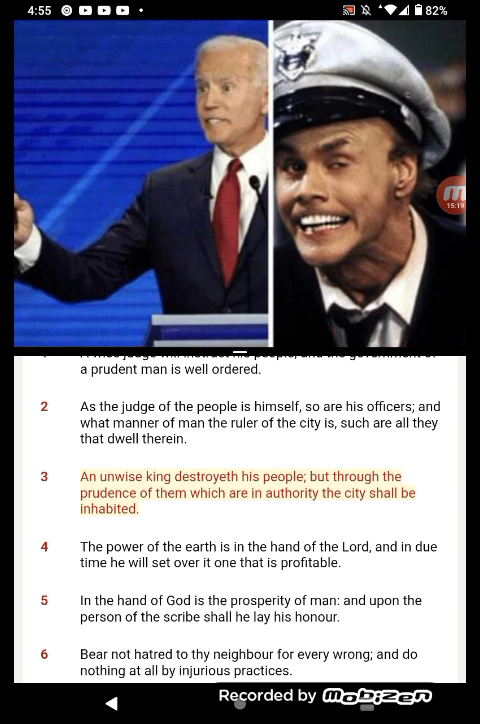 4:55
82%
15:19
a prudent man is well ordered.
2 As the judge of the people is himself, so are his officers; and
what manner of man the ruler of the city is, such are all they
that dwell therein.
3 An unwise king destroyeth his people; but through the
prudence of them which are in authority the city shall be
inhabited.
4 The power of the earth is in the hand of the Lord, and in due
time he will set over it one that is profitable.
5 In the hand of God is the prosperity of man: and upon the
person of the scribe shall he lay his honour.
6 Bear not hatred to thy neighbour for every wrong; and do
nothing at all by injurious practices.
Recorded by Mobizen